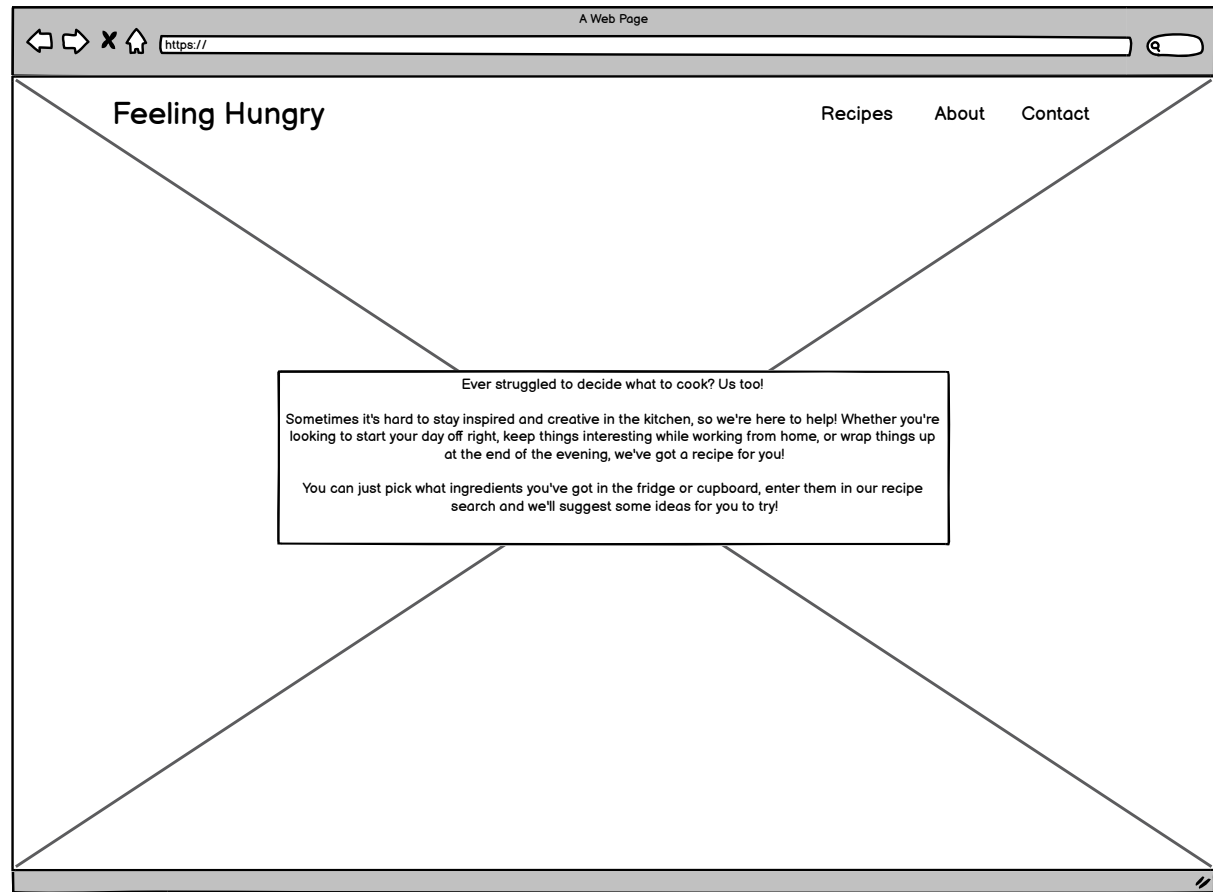 A Web Page
https://
Feeling Hungry
Recipes About Contact
Ever struggled to decide what to cook? Us too!
Sometimes it's hard to stay inspired and creative in the kitchen, so we're here to help! Whether you're
looking to start your day off right, keep things interesting while working from home, or wrap things up
at the end of the evening, we've got a recipe for you!
You can just pick what ingredients you've got in the fridge or cupboard, enter them in our recipe
search and we'll suggest some ideas for you to try!